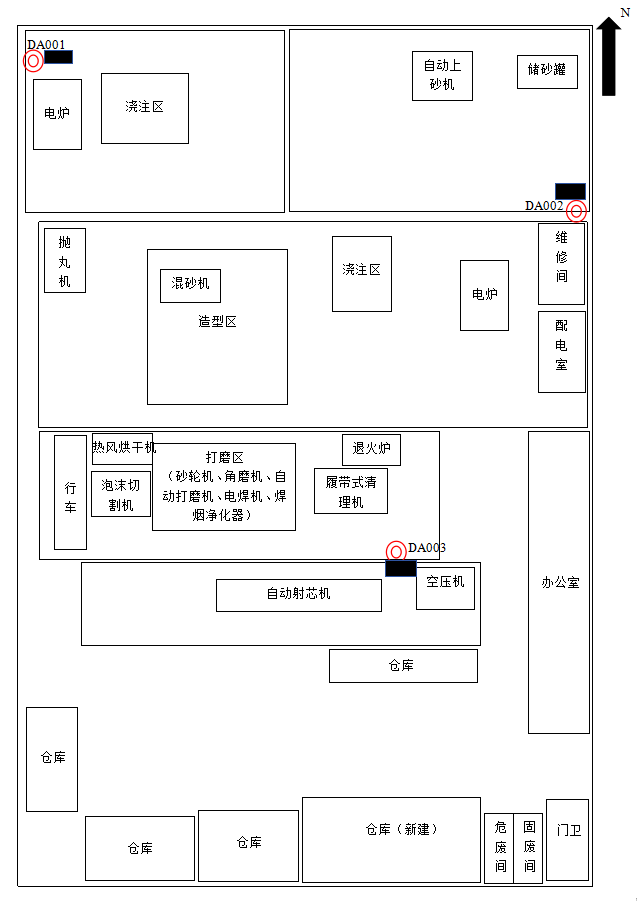 N
DA001
电炉
浇注区
自动上
砂机
储砂罐
DA002
抛
丸
机
混砂机
造型区
浇注区
电炉
维
修
间
配
电
室
行
车
热风烘干机
泡沫切
割机
打磨区
（砂轮机、角磨机、自
动打磨机、电焊机、焊
烟净化器）
退火炉
履带式清
理机
DA003
空压机
自动射芯机
办公室
仓库
仓库
仓库
仓库
仓库（新建）
危
废
间
固
废
间
门卫